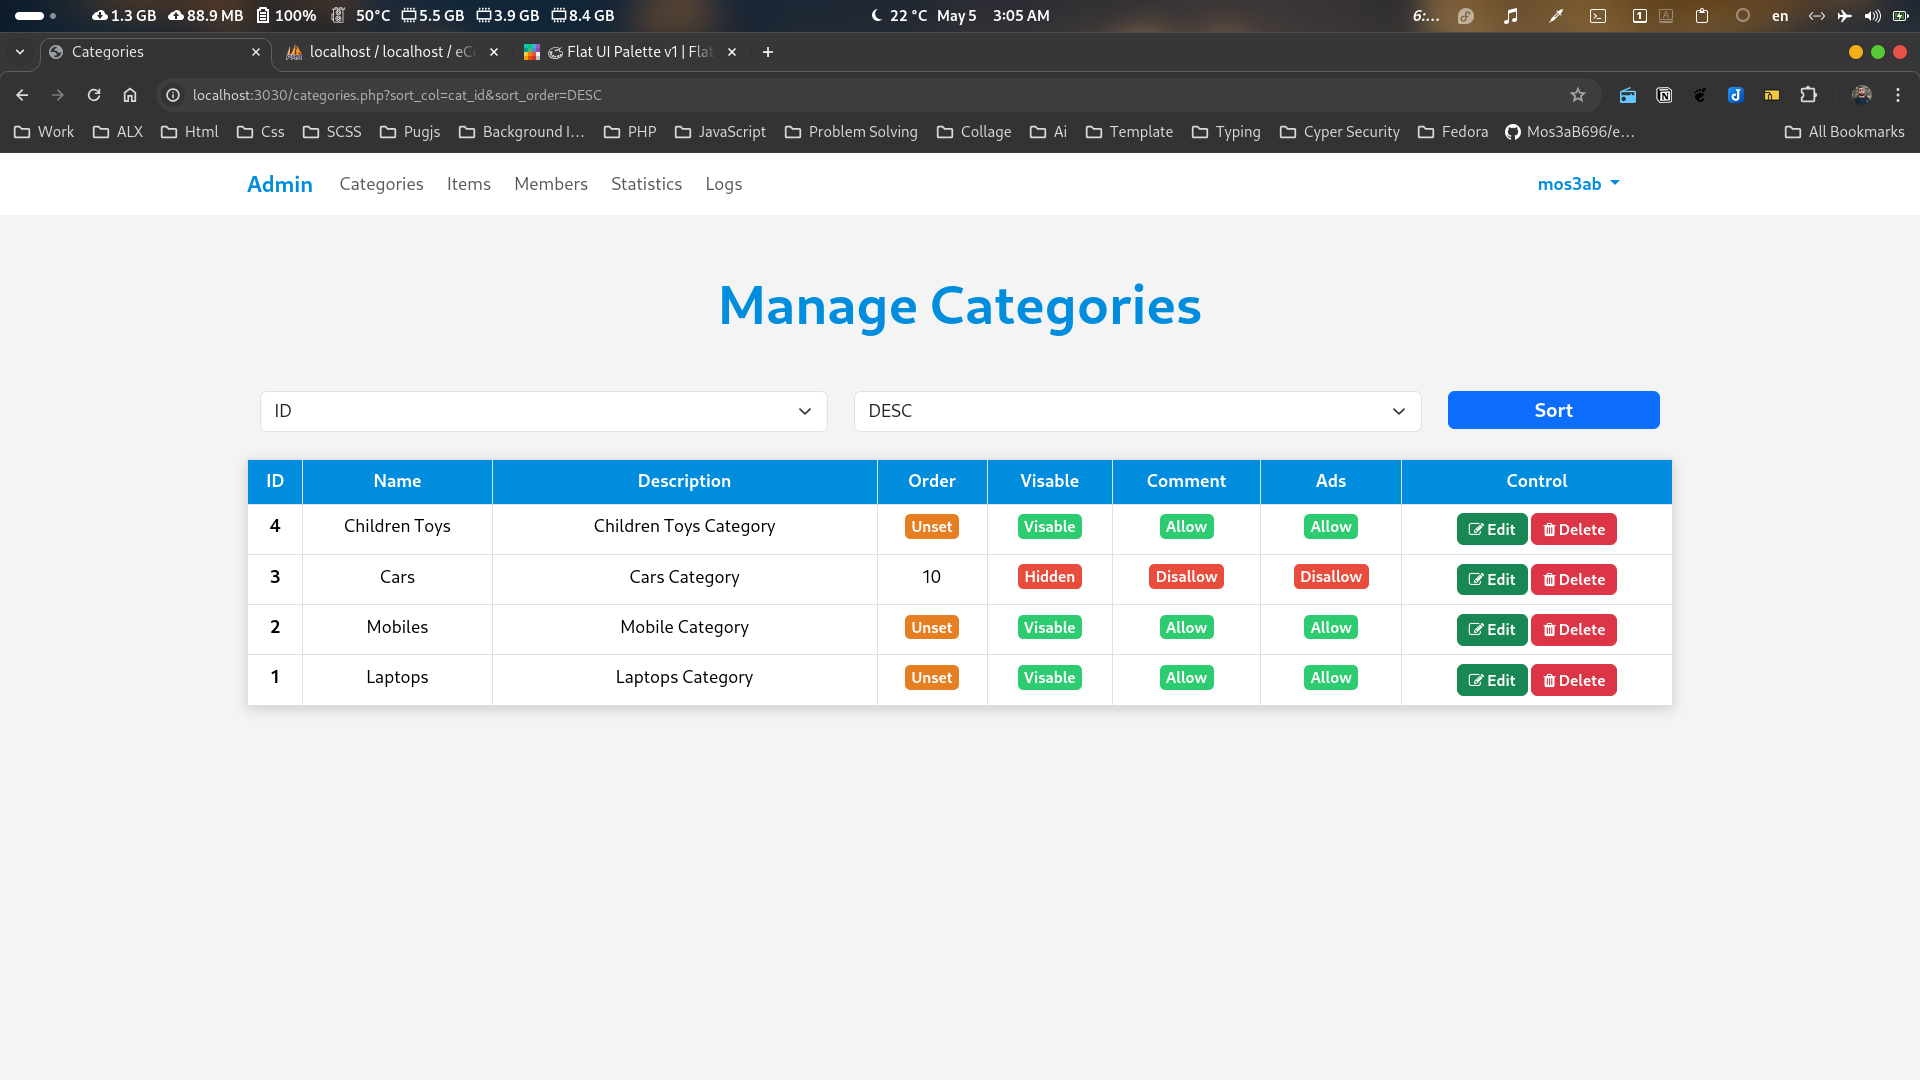 1.3 GB 88.9 MB 100% 50°C 5.5 GB 3.9 GB 8.4 GB 22 °C May 5 3:05 AM 6:... 1 A en
Categories localhost / localhost / eC Flat UI Palette v1 | Flat
localhost:3030/categories.php?sort_col=cat_id&sort_order=DESC
Work ALX Html Css SCSS Pugjs Background I... PHP JavaScript Problem Solving Collage Ai Template Typing Cyper Security Fedora Mos3aB696/e... All Bookmarks
Admin Categories Items Members Statistics Logs mos3ab
Manage Categories
ID DESC Sort
ID Name Description Order Visable Comment Ads Control
4 Children Toys Children Toys Category Unset Visable Allow Allow Edit Delete
3 Cars Cars Category 10 Hidden Disallow Disallow Edit Delete
2 Mobiles Mobile Category Unset Visable Allow Allow Edit Delete
1 Laptops Laptops Category Unset Visable Allow Allow Edit Delete